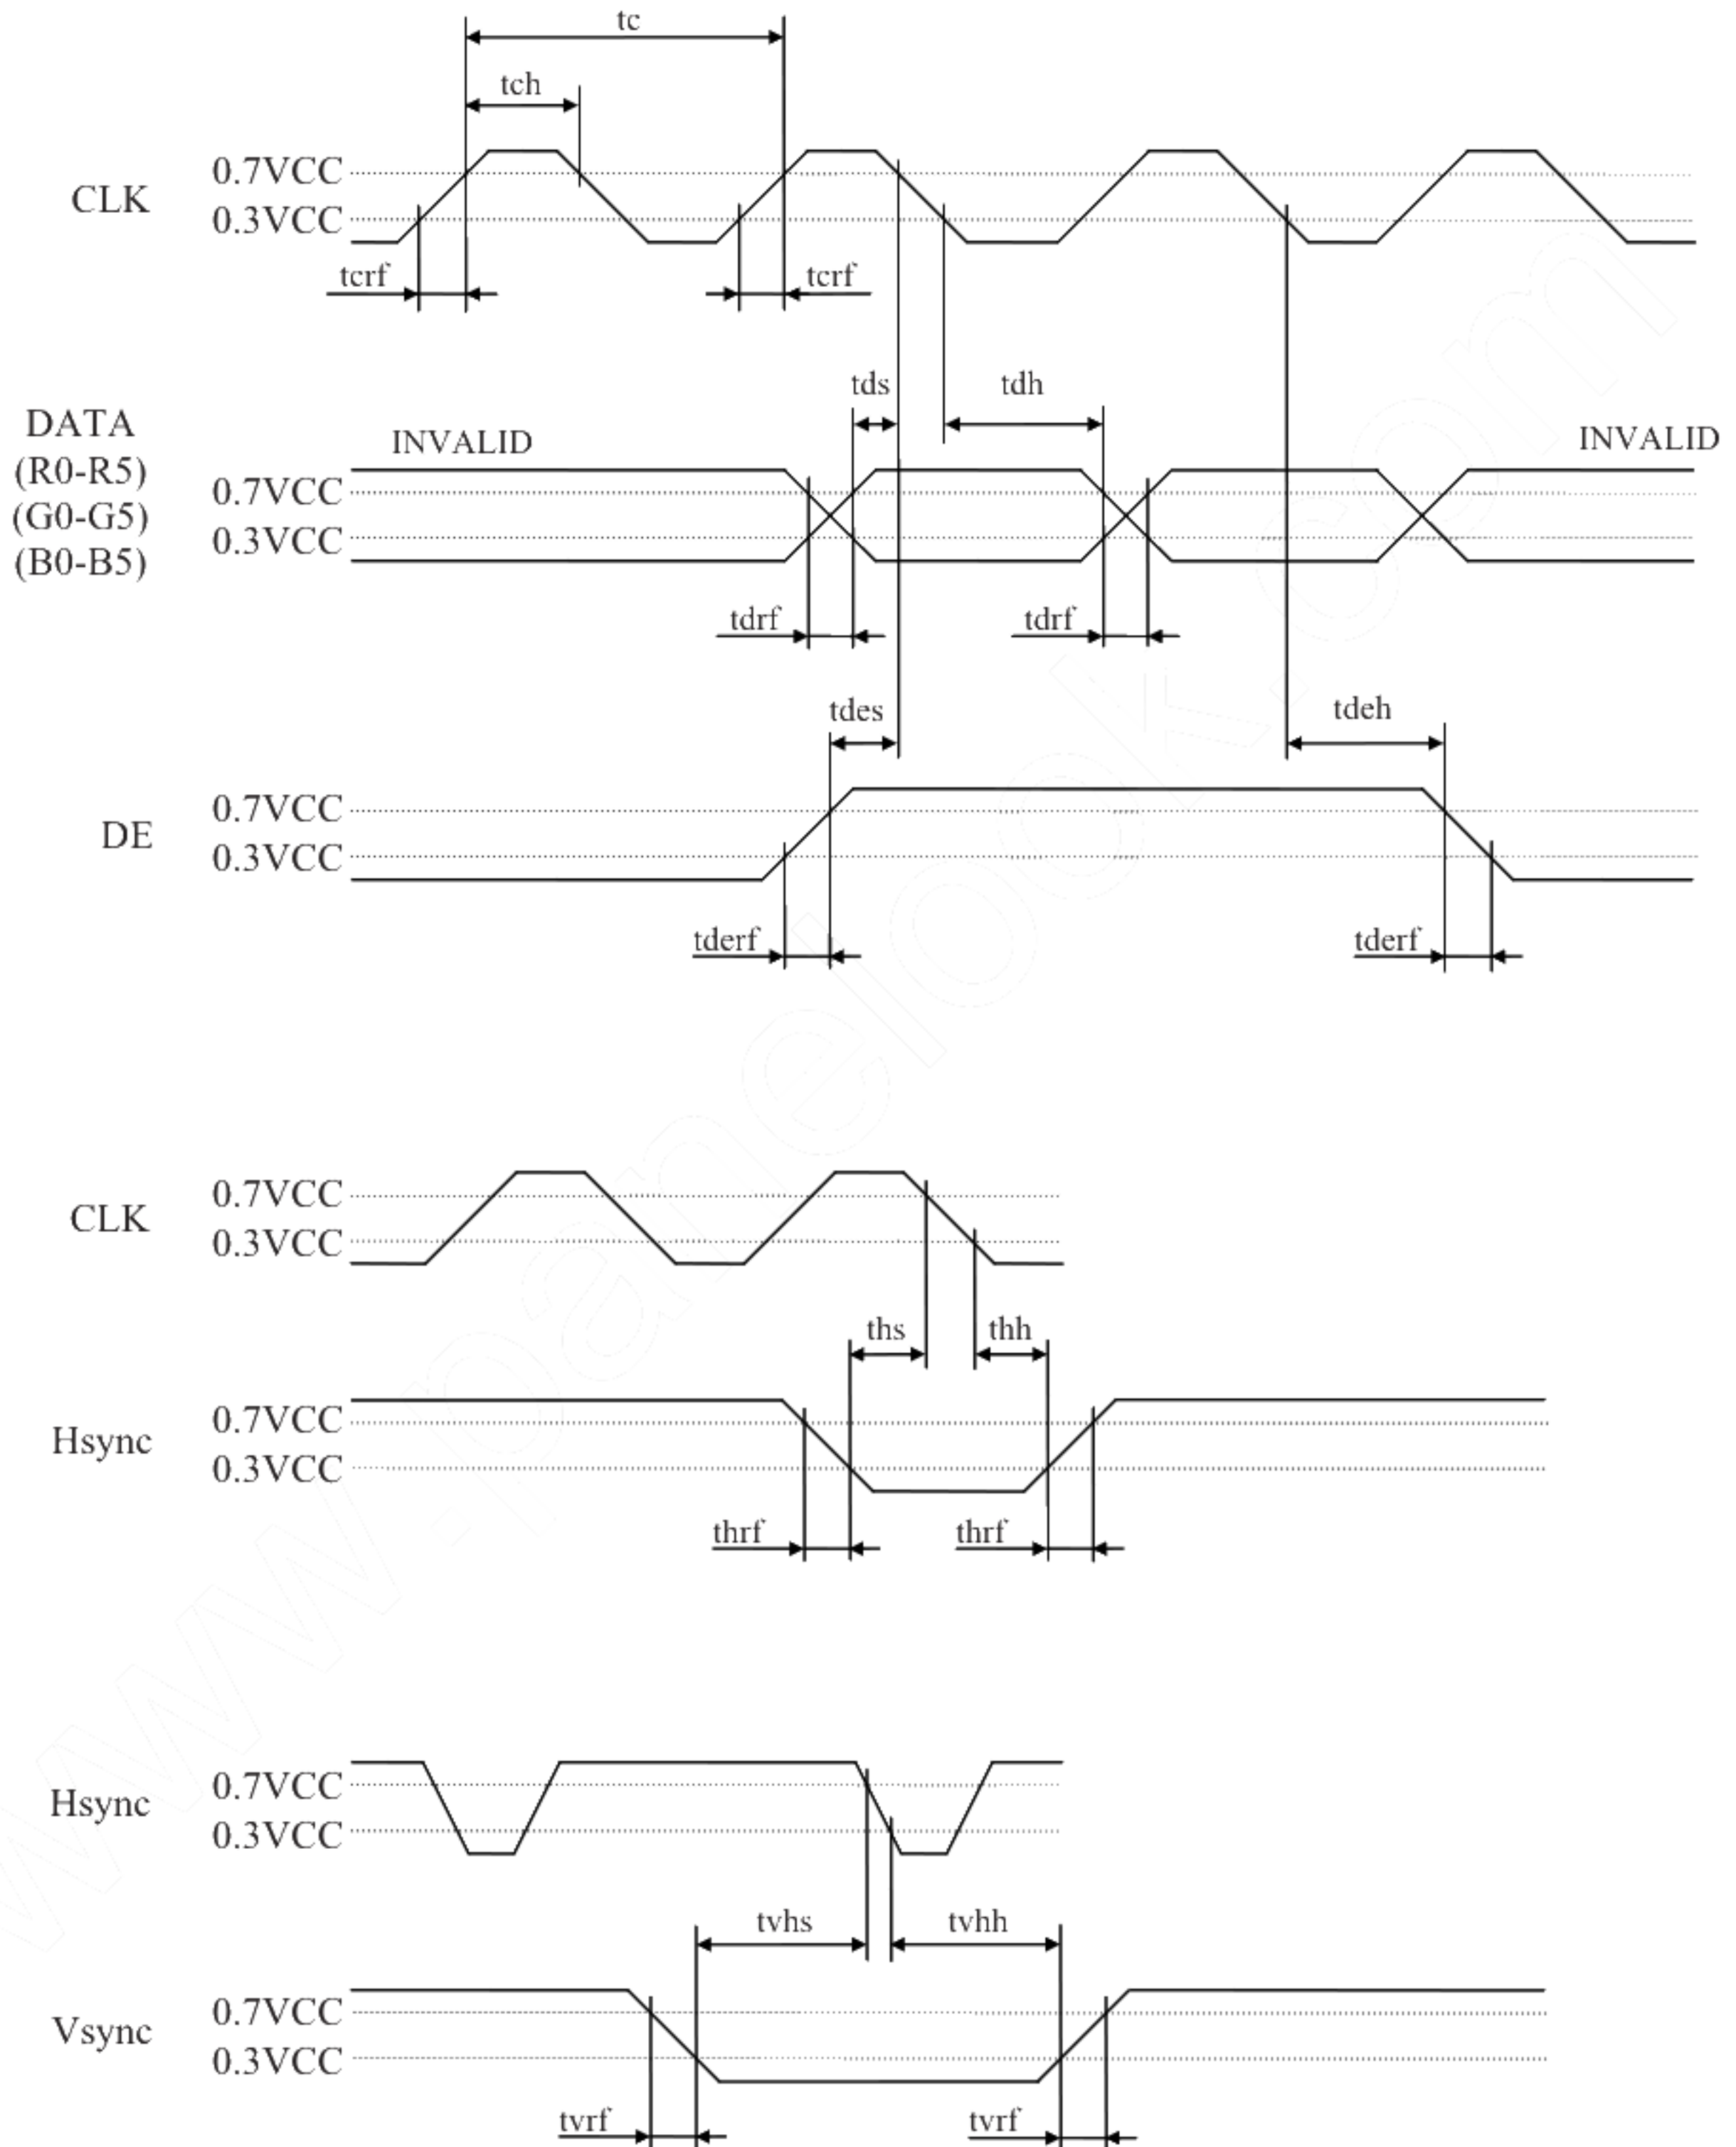 tc
tch
0.7VCC
CLK
0.3VCC
tcrf
tcrf
tds
tdh
DATA
INVALID
INVALID
(R0-R5)
0.7VCC
(G0-G5)
0.3VCC
(B0-B5)
tdrf
tdrf
tdes
tdeh
0.7VCC
DE
0.3VCC
tderf
tderf
0.7VCC
CLK
0.3VCC
ths
thh
0.7VCC
Hsync
0.3VCC
thrf
thrf
0.7VCC
Hsync
0.3VCC
tvhs
tvhh
0.7VCC
Vsync
0.3VCC
tvrf
tvrf
www.panelook.com